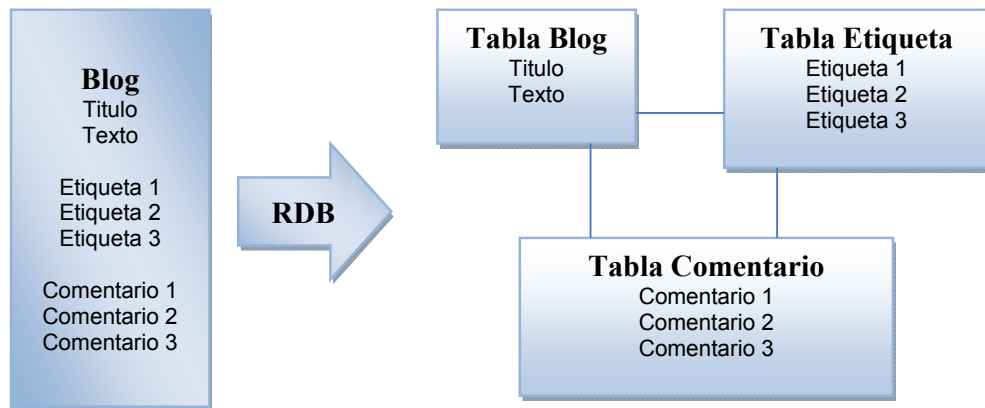 Blog
Titulo
Texto
Etiqueta 1
Etiqueta 2
Etiqueta 3
Comentario 1
Comentario 2
Comentario 3
RDB
Tabla Blog
Titulo
Texto
Tabla Etiqueta
Etiqueta 1
Etiqueta 2
Etiqueta 3
Tabla Comentario
Comentario 1
Comentario 2
Comentario 3